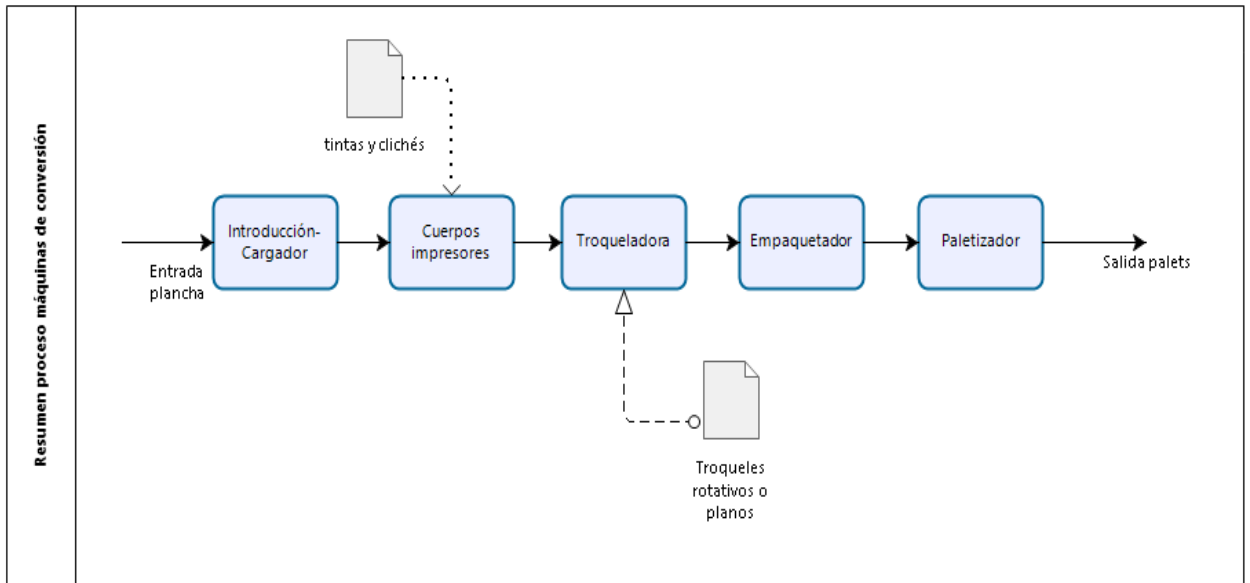 Resumen proceso máquinas de conversión
tintas y clichés
Entrada
plancha
Introducción-
Cargador
Cuerpos
impresores
Troqueladora
Empaquetador
Paletizador
Salida palets
Troqueles
rotativos o
planos